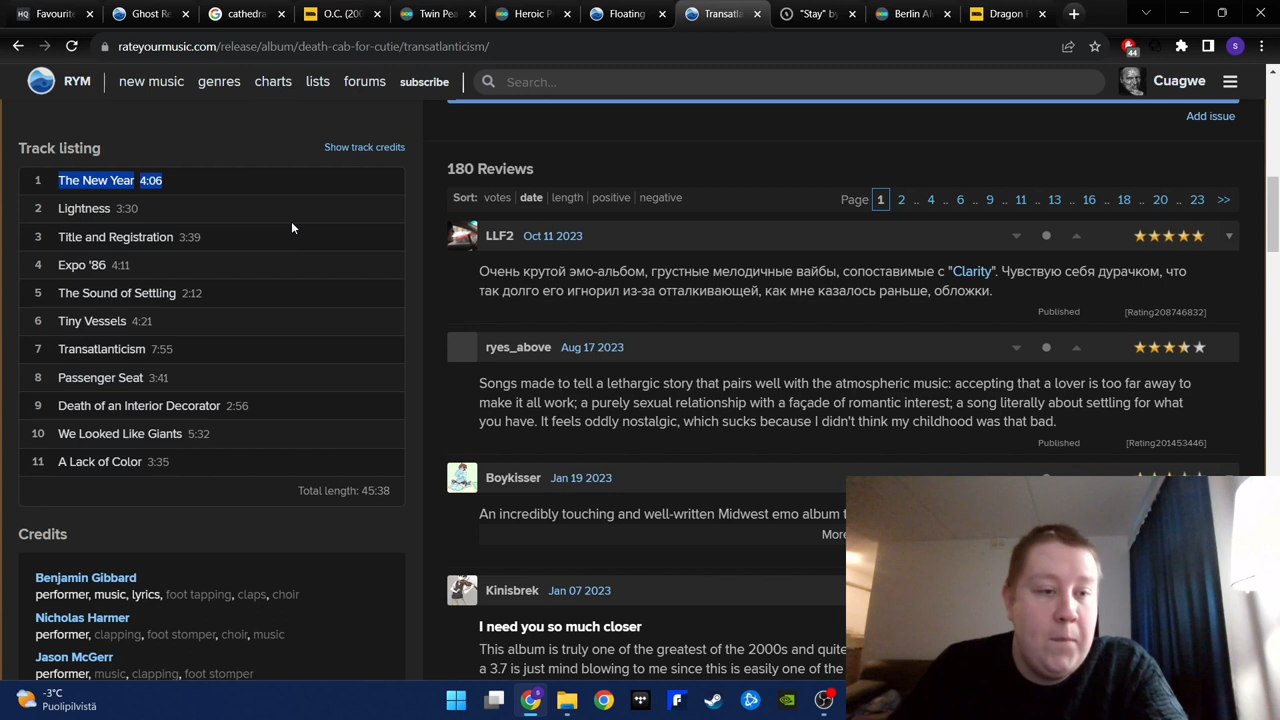 Favourite
Ghost Re
cathedra
O.C. (200
Twin Pea
Heroic P
Floating
Transatla
"Stay" by
Berlin Al
Dragon
rateyourmusic.com/release/album/death-cab-for-cutie/transatlanticism/
44
S
RYM new music genres charts lists forums subscribe Search... Cuagwe
Add issue
Track listing Show track credits
1 The New Year 4:06
2 Lightness 3:30
3 Title and Registration 3:39
4 Expo '86 4:11
5 The Sound of Settling 2:12
6 Tiny Vessels 4:21
7 Transatlanticism 7:55
8 Passenger Seat 3:41
9 Death of an Interior Decorator 2:56
10 We Looked Like Giants 5:32
11 A Lack of Color 3:35
Total length: 45:38
Credits
Benjamin Gibbard
performer, music, lyrics, foot tapping, claps, choir
Nicholas Harmer
performer, clapping, foot stomper, choir, music
Jason McGerr
performer, music, clapping, foot stomper
180 Reviews
Sort: votes | date | length | positive | negative
Page 1 2 .. 4 .. 6 .. 9 .. 11 .. 13 .. 16 .. 18 .. 20 .. 23 >>
LLF2 Oct 11 2023
Очень крутой эмо-альбом, грустные мелодичные вайбы, сопоставимые с "Clarity". Чувствую себя дурачком, что
так долго его игнорил из-за отталкивающей, как мне казалось раньше, обложки.
Published [Rating208746832]
ryes_above Aug 17 2023
Songs made to tell a lethargic story that pairs well with the atmospheric music: accepting that a lover is too far away to
make it all work; a purely sexual relationship with a façade of romantic interest; a song literally about settling for what
you have. It feels oddly nostalgic, which sucks because I didn't think my childhood was that bad.
Published [Rating201453446]
Boykisser Jan 19 2023
An incredibly touching and well-written Midwest emo album
More
Kinisbrek Jan 07 2023
I need you so much closer
This album is truly one of the greatest of the 2000s and quite
a 3.7 is just mind blowing to me since this is easily one of the
-3°C
Puolipilvistä